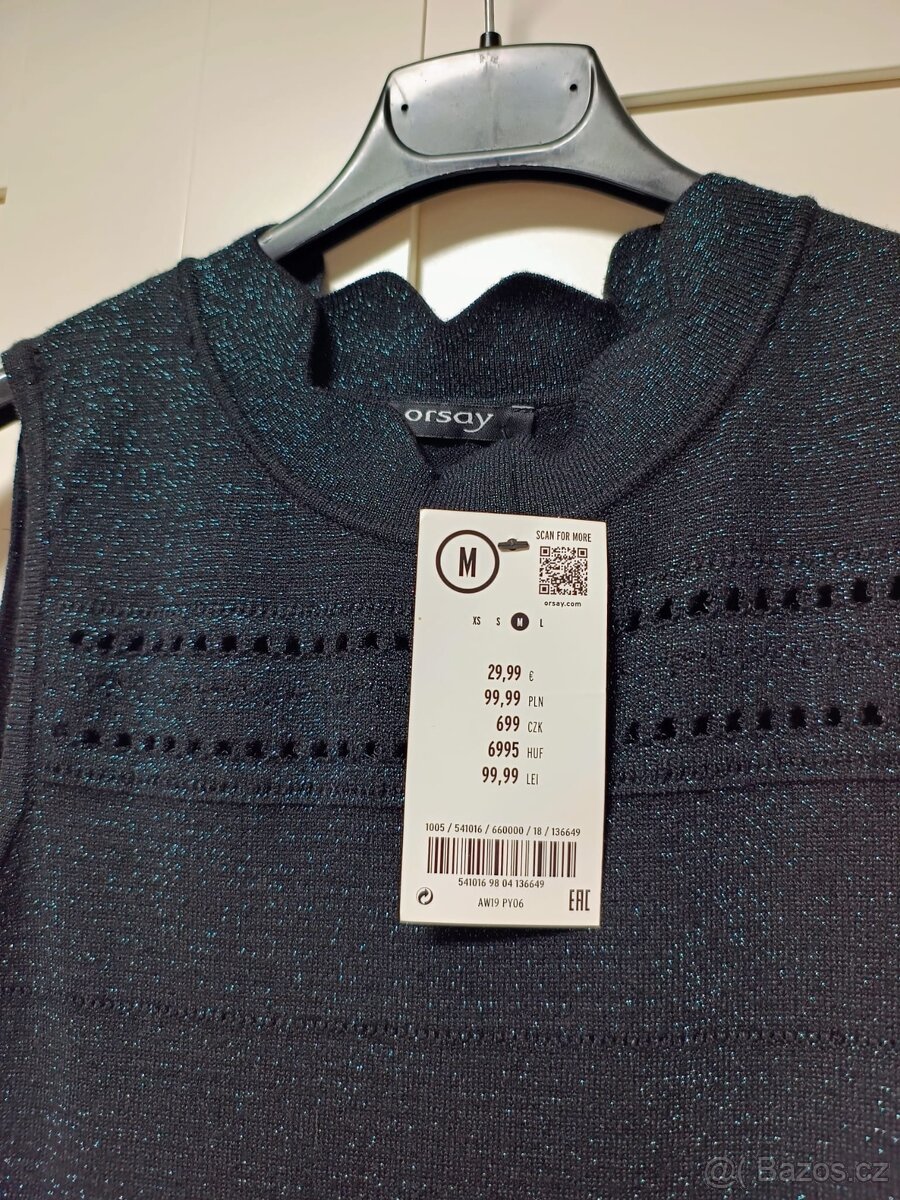 orsay
M
SCAN FOR MORE
orsay.com
XS S M L
29,99 €
99,99 PLN
699 CZK
6995 HUF
99,99 LEI
1005 / 541016 / 660000 / 18 / 136649
541016 98 04 136649
AW19 PY06
EAC
@( Bazos.cz